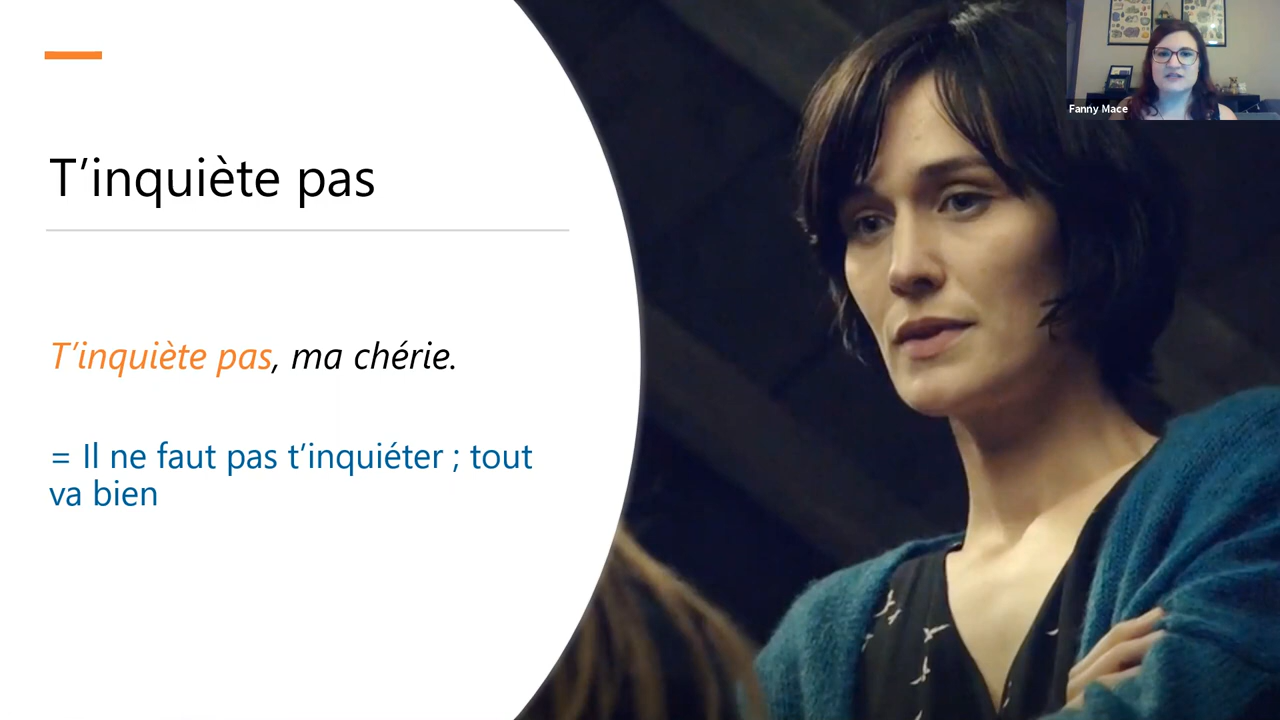 T’inquiète pas
T’inquiète pas, ma chérie.
= Il ne faut pas t’inquiéter ; tout
va bien
Fanny Mace